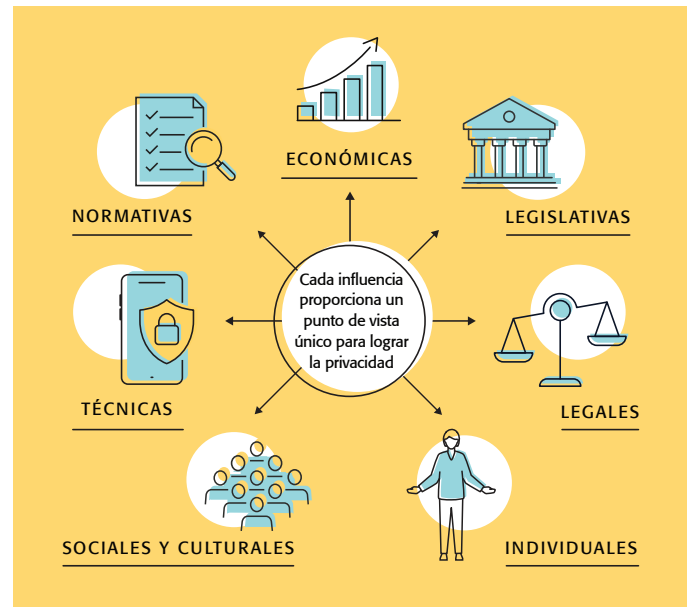 ECONÓMICAS
NORMATIVAS
LEGISLATIVAS
Cada influencia
proporciona un
punto de vista
único para lograr
la privacidad
TÉCNICAS
LEGALES
SOCIALES Y CULTURALES
INDIVIDUALES